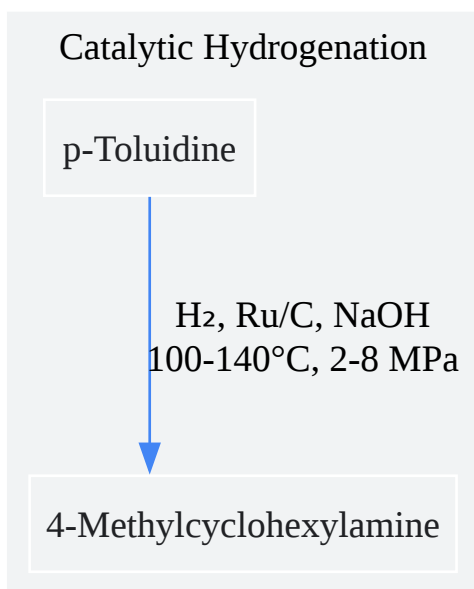 Catalytic Hydrogenation
p-Toluidine
H₂, Ru/C, NaOH
100-140°C, 2-8 MPa
4-Methylcyclohexylamine